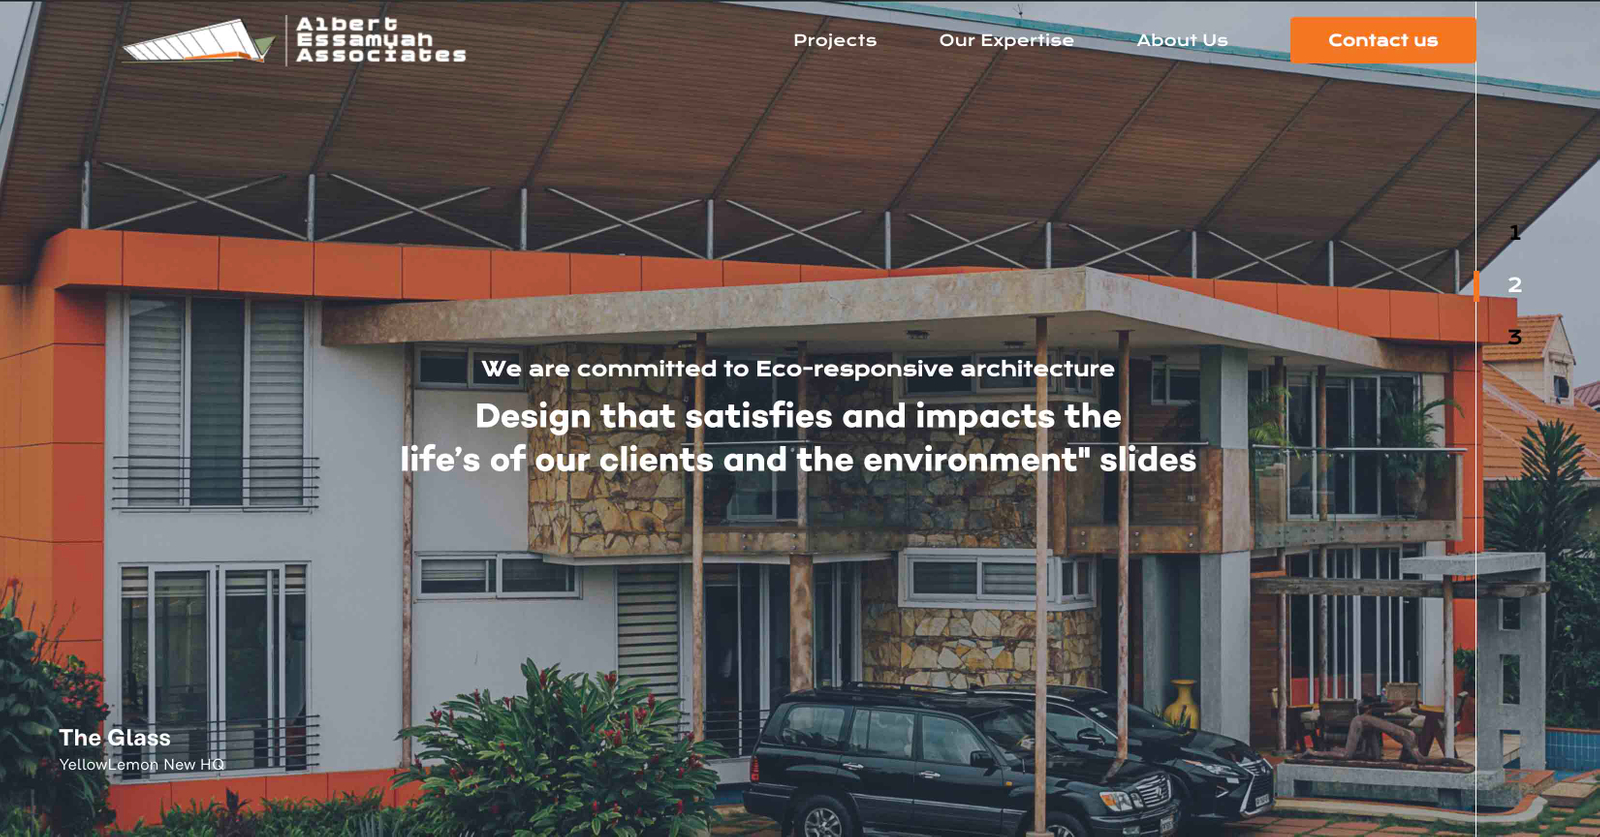 Albert
Essamuah
Associates
Projects
Our Expertise
About Us
Contact us
1
2
3
We are committed to Eco-responsive architecture
Design that satisfies and impacts the
life’s of our clients and the environment" slides
The Glass
YellowLemon New HQ